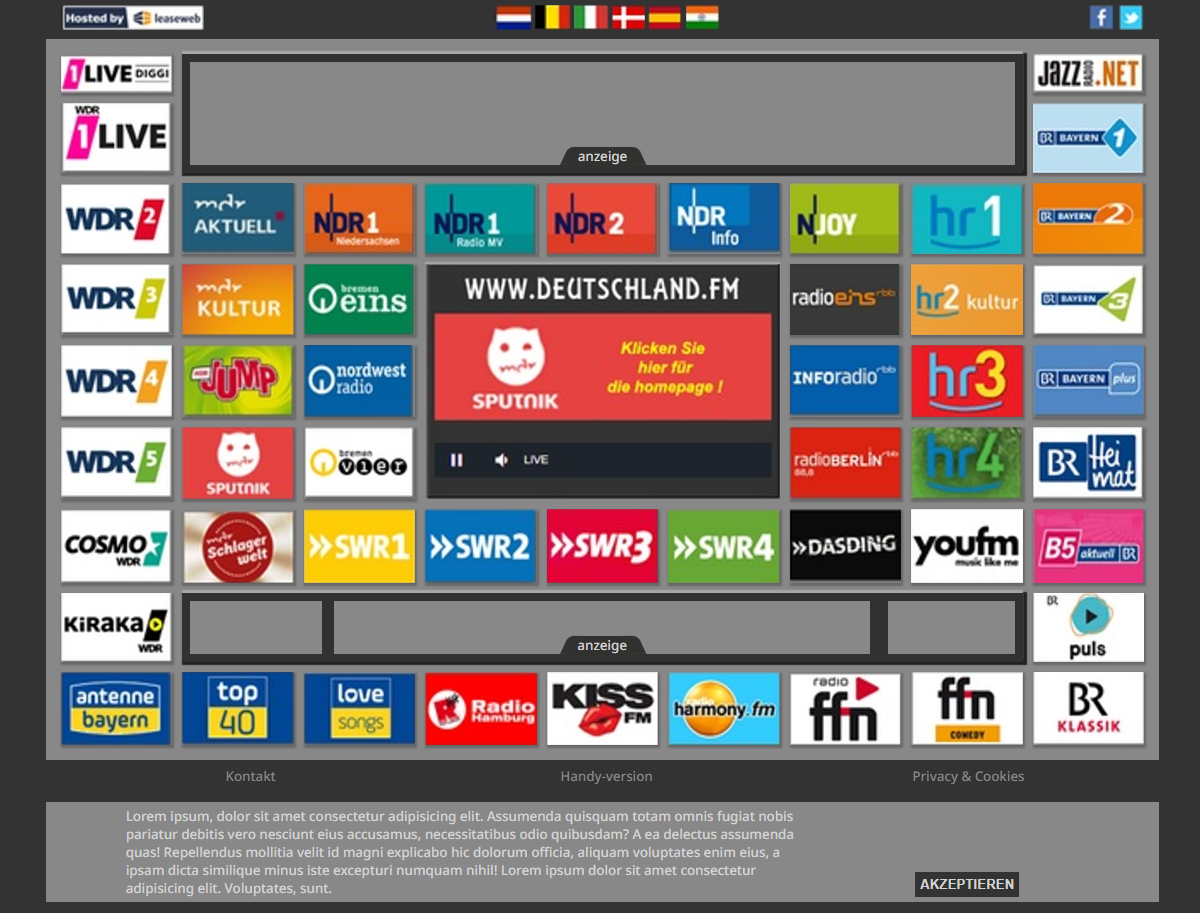 Hosted by leaseweb
1LIVE DIGGI
JAZZ RADIO .NET
WDR
1LIVE
BR BAYERN 1
anzeige
WDR 2
mdr
AKTUELL
NDR 1
Niedersachsen
NDR 1
Radio MV
NDR 2
NDR
Info
N-JOY
hr1
BR BAYERN 2
WDR 3
mdr
KULTUR
bremen
eins
WWW.DEUTSCHLAND.FM
radioeins rbb
hr2 kultur
BR BAYERN 3
mdr
SPUTNIK
Klicken Sie
hier für
die homepage !
WDR 4
mdr
JUMP
nordwest
radio
INFOradio rbb
hr3
BR BAYERN plus
WDR 5
mdr
SPUTNIK
bremen
vier
LIVE
radioBERLIN rbb
88,8
hr4
BR Heimat
COSMO
WDR
mdr
Schlager
welt
SWR1
SWR2
SWR3
SWR4
DASDING
youfm
music like me
B5 aktuell BR
KiRAKA
WDR
anzeige
BR
puls
antenne
bayern
top
40
love
songs
Radio
Hamburg
KISS
FM
harmony.fm
radio
ffn
ffn
COMEDY
BR
KLASSIK
Kontakt
Handy-version
Privacy & Cookies
Lorem ipsum, dolor sit amet consectetur adipisicing elit. Assumenda quisquam totam omnis fugiat nobis
pariatur debitis vero nesciunt eius accusamus, necessitatibus odio quibusdam? A ea delectus assumenda
quas! Repellendus mollitia velit id magni explicabo hic dolorum officia, aliquam voluptates enim eius, a
ipsam dicta similique minus iste excepturi numquam nihil! Lorem ipsum dolor sit amet consectetur
adipisicing elit. Voluptates, sunt.
AKZEPTIEREN